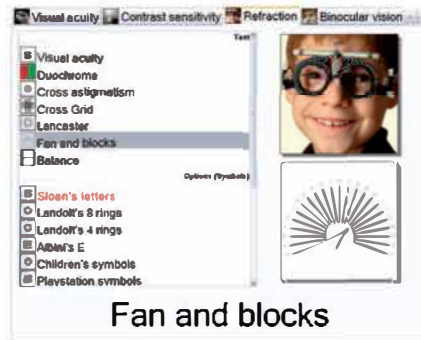 Visual acuity Contrast sensitivity Refraction Binocular vision
Test
Visual acuity
Duochrome
Cross astigmatism
Cross Grid
Lancaster
Fan and blocks
Balance
Options (Symbols)
Sloan's letters
Landolt's 8 rings
Landolt's 4 rings
Albini's E
Children's symbols
Playstation symbols
Fan and blocks